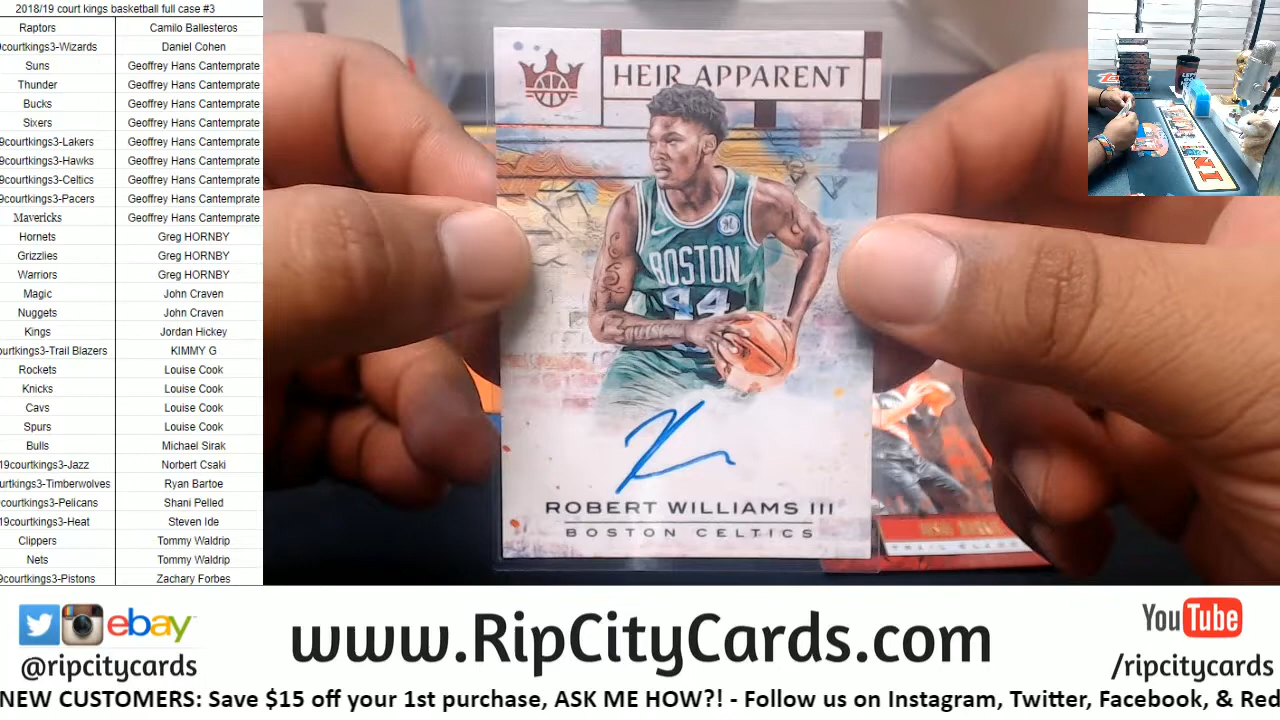 2018/19 court kings basketball full case #3
Raptors Camilo Ballesteros
9courtkings3-Wizards Daniel Cohen
Suns Geoffrey Hans Cantemprate
Thunder Geoffrey Hans Cantemprate
Bucks Geoffrey Hans Cantemprate
Sixers Geoffrey Hans Cantemprate
9courtkings3-Lakers Geoffrey Hans Cantemprate
9courtkings3-Hawks Geoffrey Hans Cantemprate
9courtkings3-Celtics Geoffrey Hans Cantemprate
9courtkings3-Pacers Geoffrey Hans Cantemprate
Mavericks Geoffrey Hans Cantemprate
Hornets Greg HORNBY
Grizzlies Greg HORNBY
Warriors Greg HORNBY
Magic John Craven
Nuggets John Craven
Kings Jordan Hickey
ourtkings3-Trail Blazers KIMMY G
Rockets Louise Cook
Knicks Louise Cook
Cavs Louise Cook
Spurs Louise Cook
Bulls Michael Sirak
19courtkings3-Jazz Norbert Csaki
urtkings3-Timberwolves Ryan Bartoe
courtkings3-Pelicans Shani Pelled
19courtkings3-Heat Steven Ide
Clippers Tommy Waldrip
Nets Tommy Waldrip
9courtkings3-Pistons Zachary Forbes
HEIR APPARENT
BOSTON
44
ROBERT WILLIAMS III
BOSTON CELTICS
ebay
@ripcitycards
www.RipCityCards.com
YouTube
/ripcitycards
NEW CUSTOMERS: Save $15 off your 1st purchase, ASK ME HOW?! - Follow us on Instagram, Twitter, Facebook, & Red